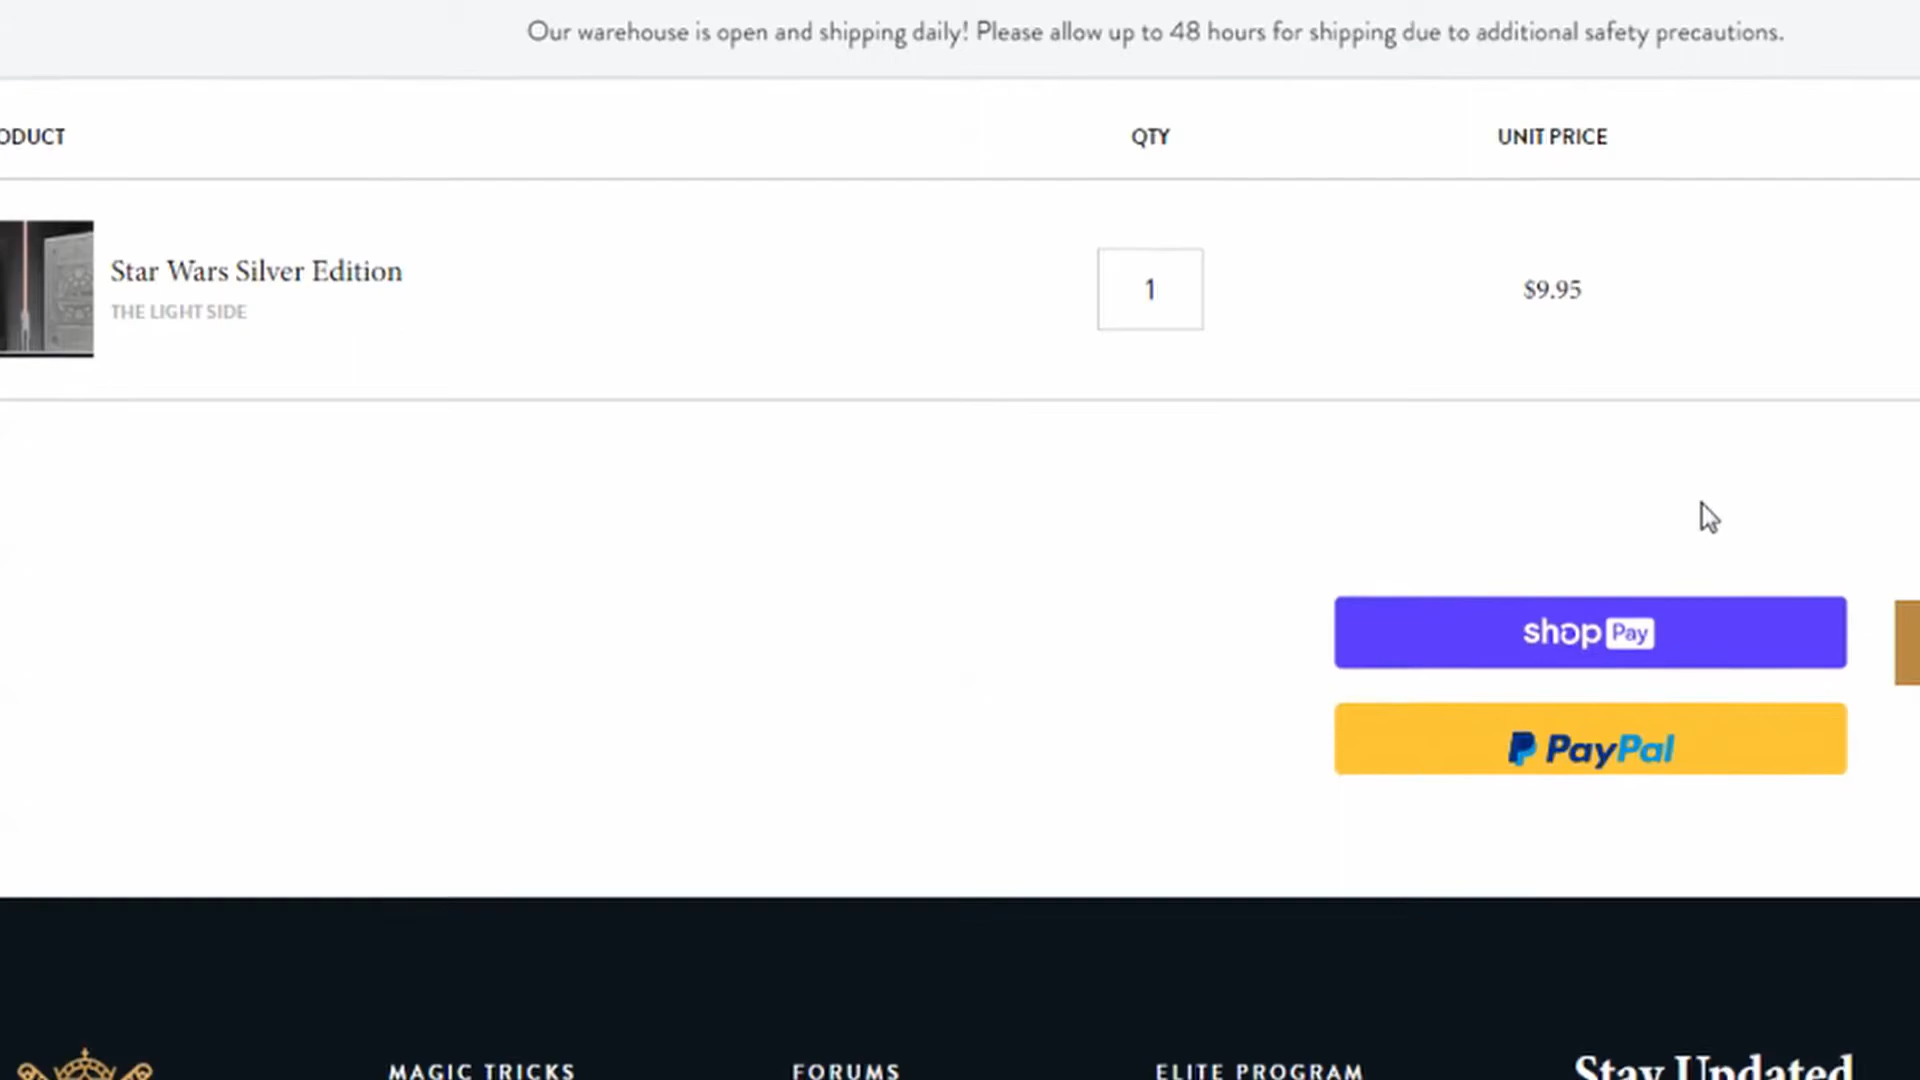 Our warehouse is open and shipping daily! Please allow up to 48 hours for shipping due to additional safety precautions.
ODUCT QTY UNIT PRICE
Star Wars Silver Edition
THE LIGHT SIDE
1
$9.95
shop Pay
PayPal
MAGIC TRICKS FORUMS ELITE PROGRAM Stay Updated